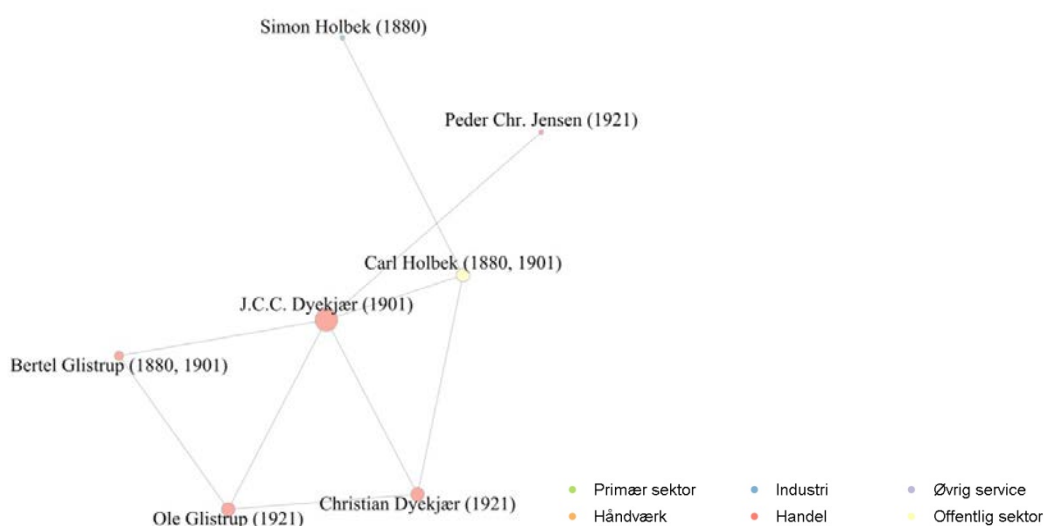 Simon Holbek (1880)
Peder Chr. Jensen (1921)
Carl Holbek (1880, 1901)
J.C.C. Dyekjær (1901)
Bertel Glistrup (1880, 1901)
Christian Dyekjær (1921)
Ole Glistrup (1921)
Primær sektor
Industri
Øvrig service
Håndværk
Handel
Offentlig sektor